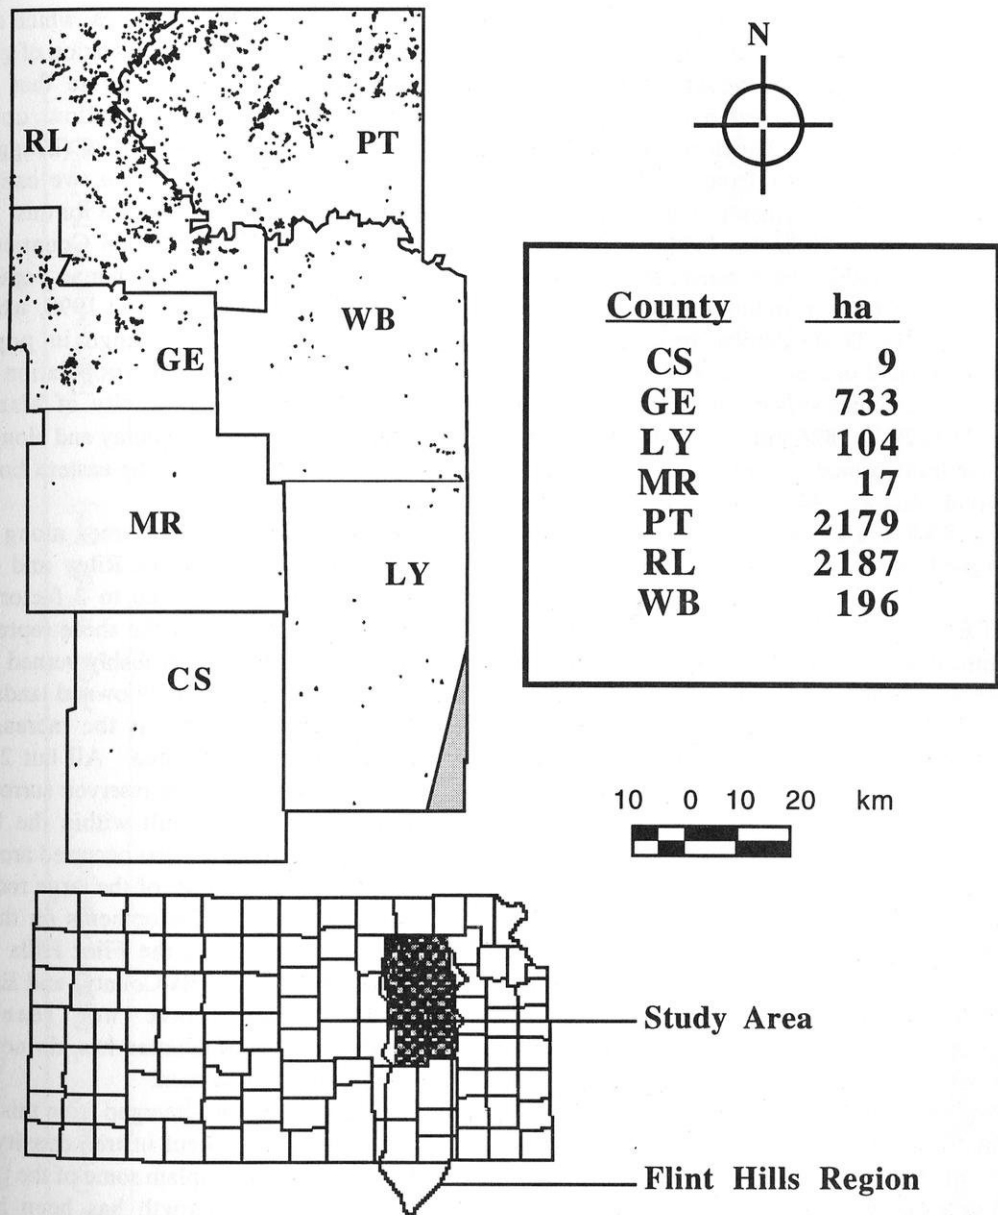 N
RL
PT
WB
GE
MR
LY
CS
County ha
CS 9
GE 733
LY 104
MR 17
PT 2179
RL 2187
WB 196
10 0 10 20 km
Study Area
Flint Hills Region